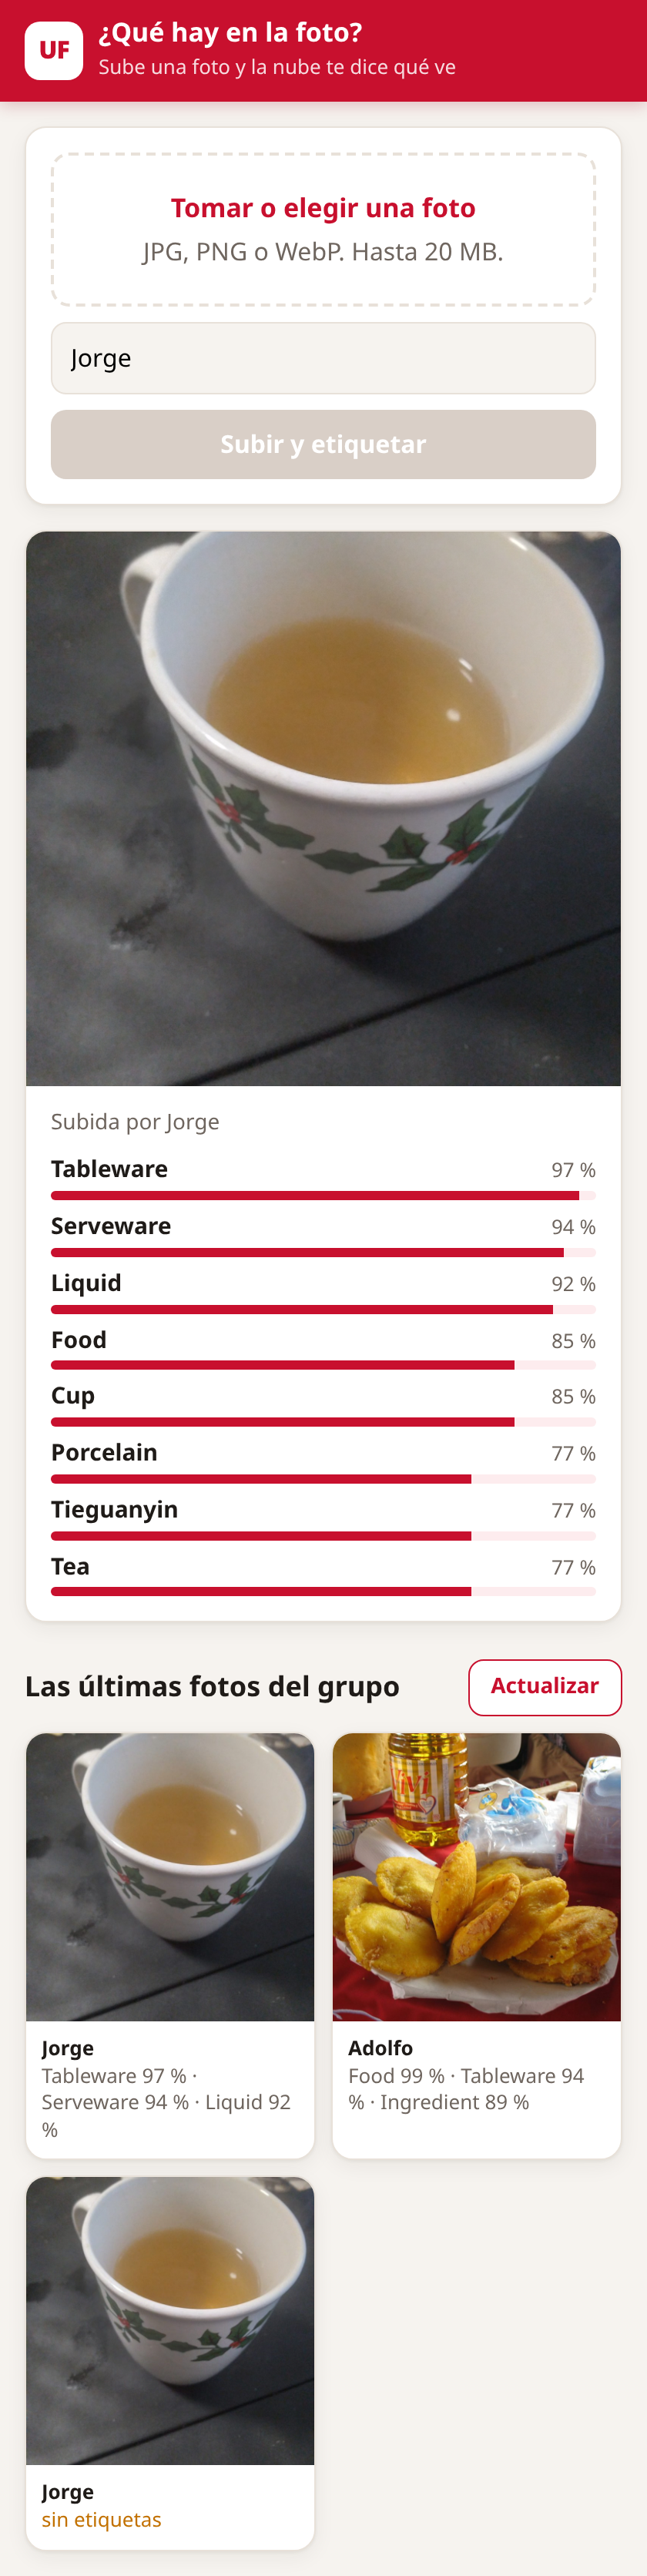 UF
¿Qué hay en la foto?
Sube una foto y la nube te dice qué ve
Tomar o elegir una foto
JPG, PNG o WebP. Hasta 20 MB.
Jorge
Subir y etiquetar
Subida por Jorge
Tableware 97 %
Serveware 94 %
Liquid 92 %
Food 85 %
Cup 85 %
Porcelain 77 %
Tieguanyin 77 %
Tea 77 %
Las últimas fotos del grupo
Actualizar
Vivi
Jorge
Tableware 97 % ·
Serveware 94 % · Liquid 92
%
Adolfo
Food 99 % · Tableware 94
% · Ingredient 89 %
Jorge
sin etiquetas